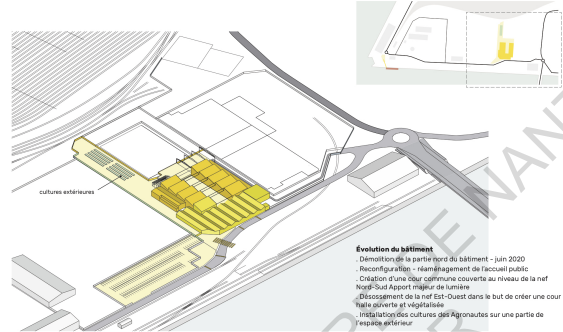 cultures extérieures
Évolution du bâtiment
. Démolition de la partie nord du bâtiment - juin 2020
. Reconfiguration - réaménagement de l'accueil public
. Création d'une cour commune couverte au niveau de la nef
Nord-Sud Apport majeur de lumière
. Désossement de la nef Est-Ouest dans le but de créer une cour
halle ouverte et végétalisée
. Installation des cultures des Agronautes sur une partie de
l'espace extérieur